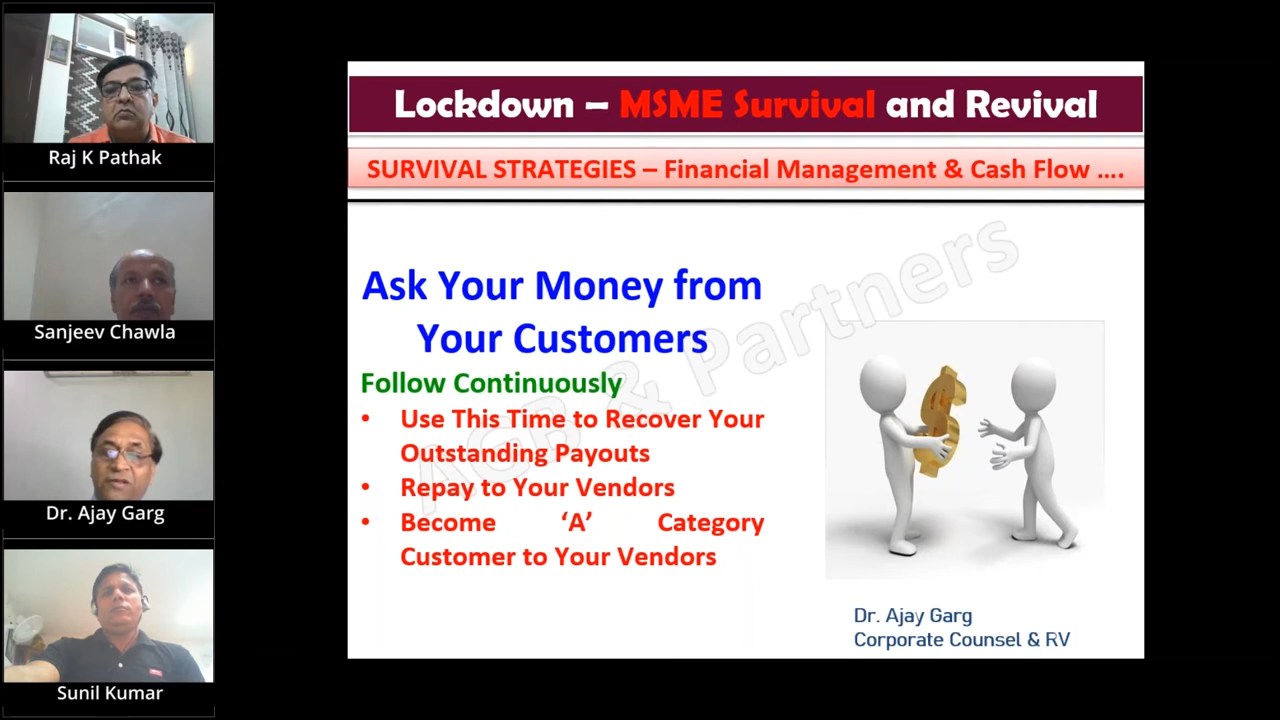 Raj K Pathak
Sanjeev Chawla
Dr. Ajay Garg
Sunil Kumar
Lockdown – MSME Survival and Revival
SURVIVAL STRATEGIES – Financial Management & Cash Flow ....
Ask Your Money from
Your Customers
Follow Continuously
• Use This Time to Recover Your
Outstanding Payouts
• Repay to Your Vendors
• Become ‘A’ Category
Customer to Your Vendors
AGB & Partners
Dr. Ajay Garg
Corporate Counsel & RV